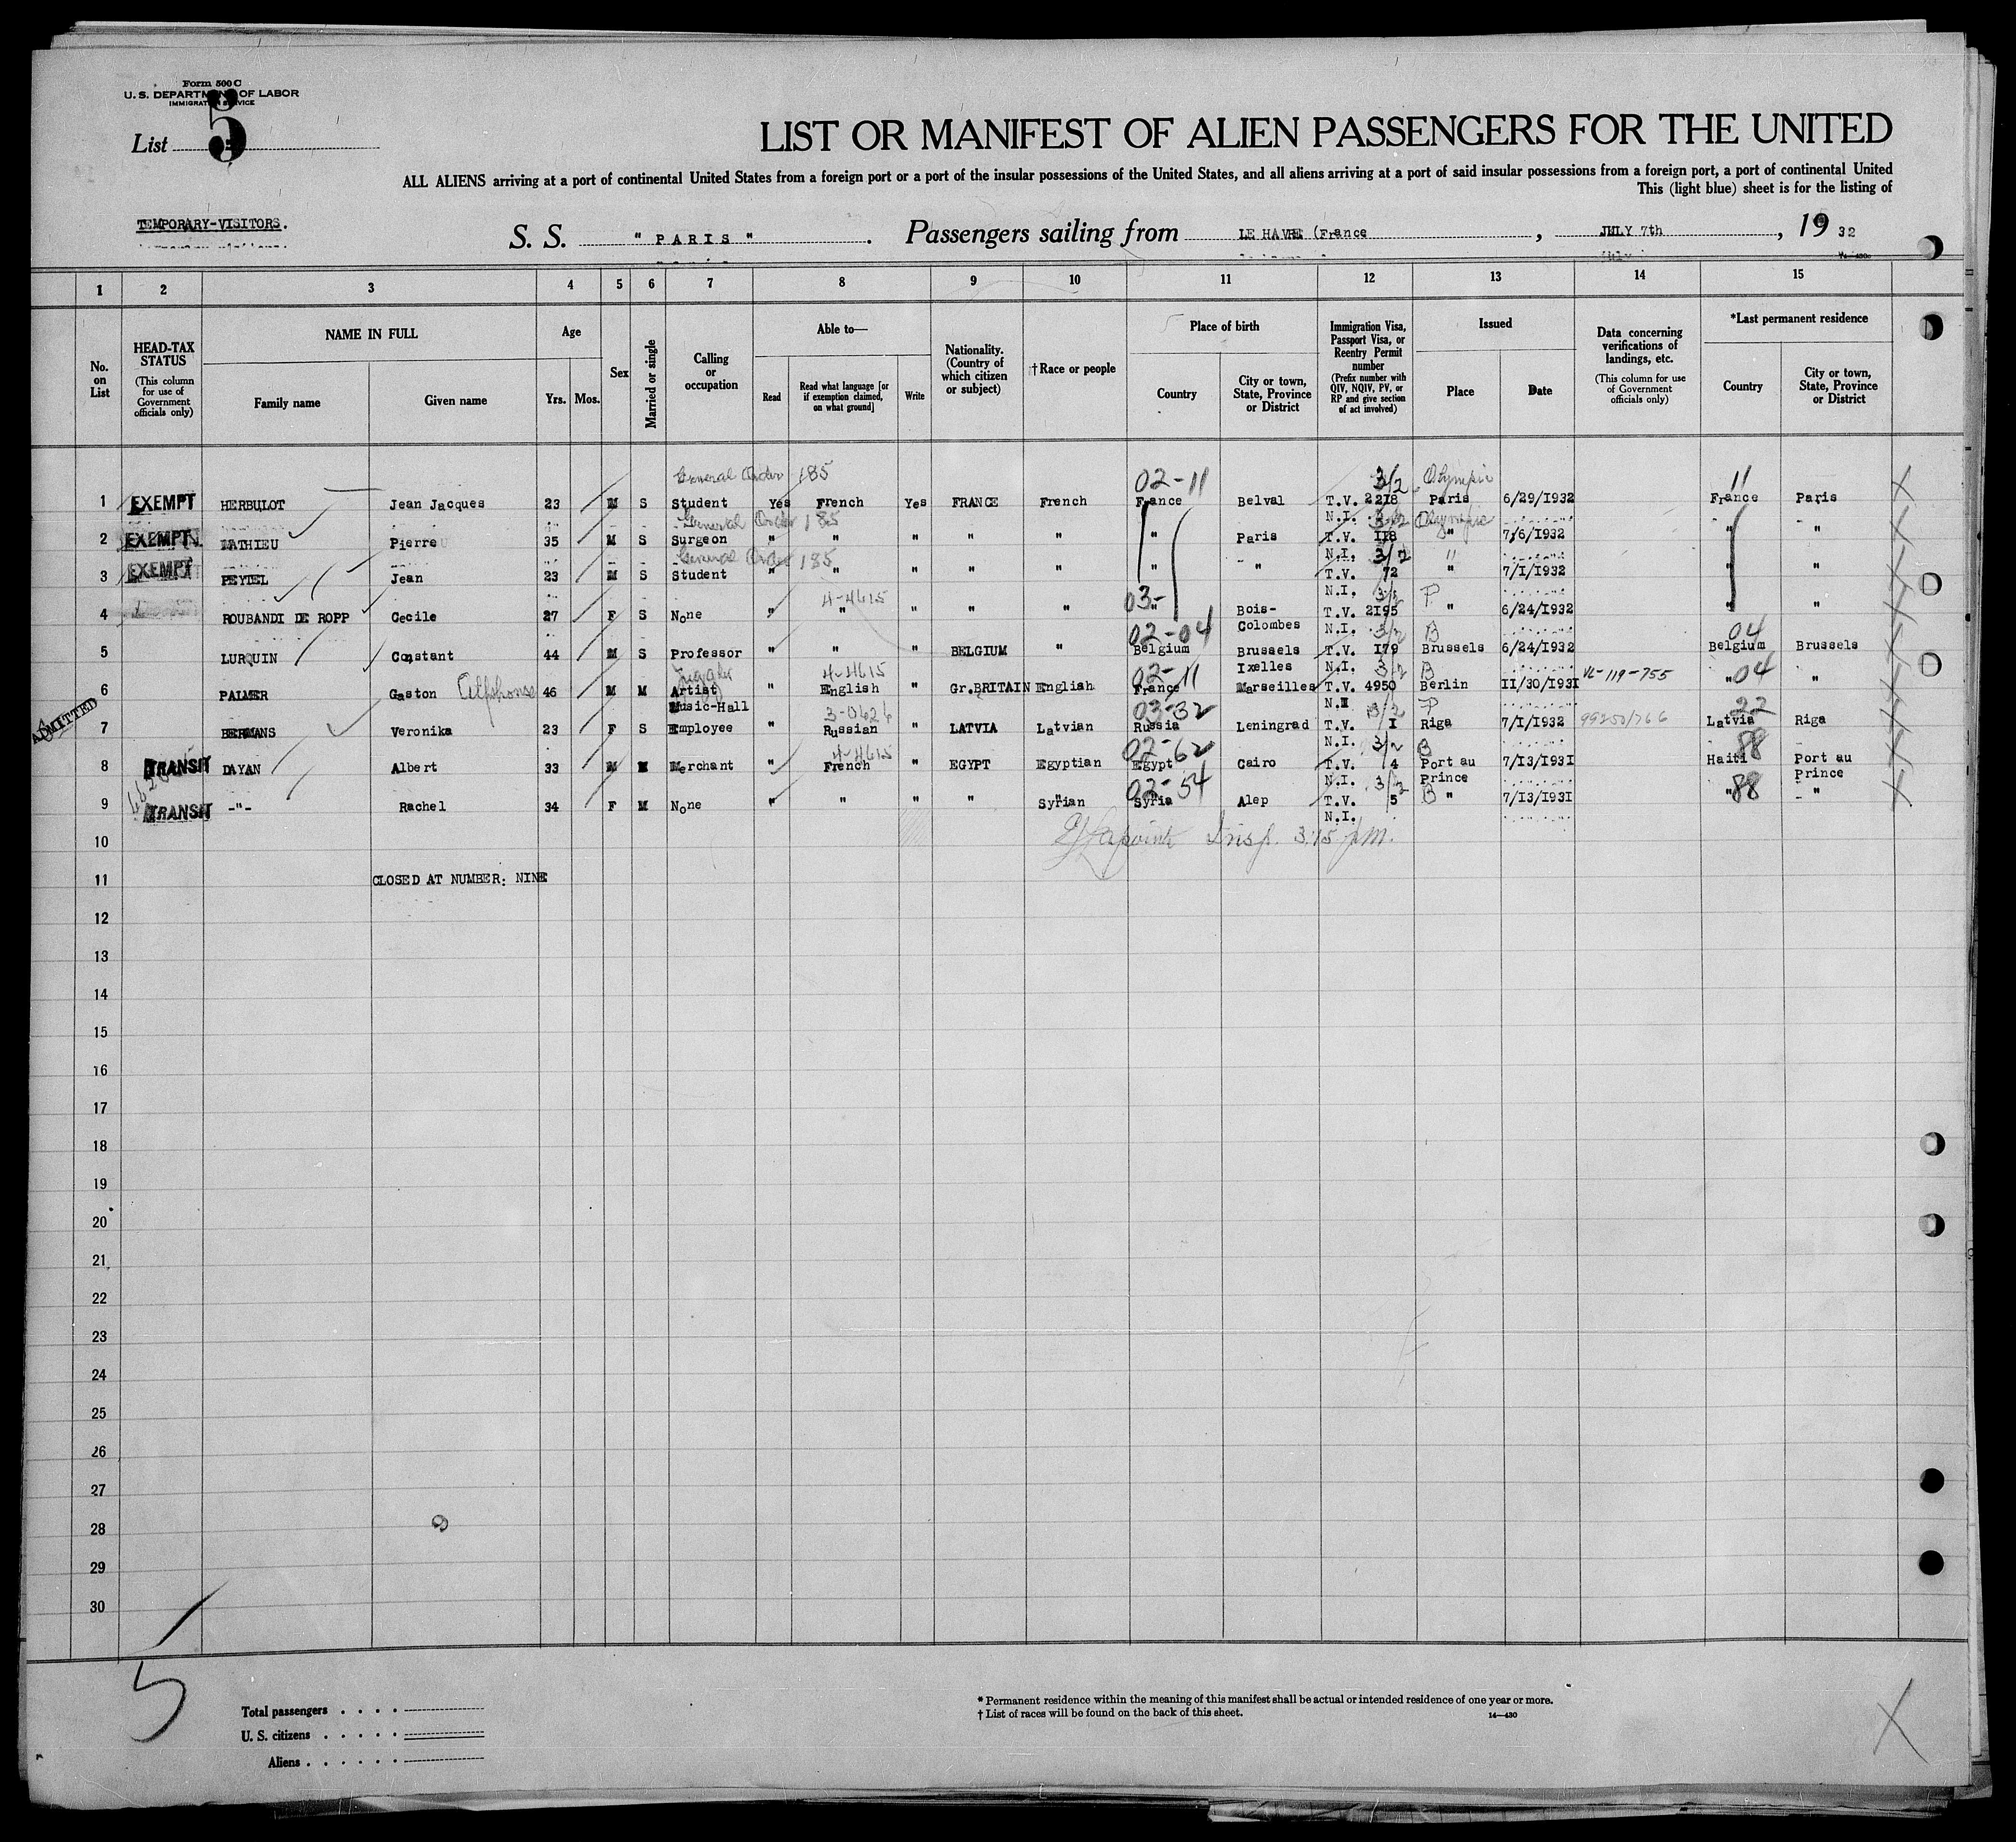 Form 500 C
U. S. DEPARTMENT OF LABOR
IMMIGRATION SERVICE
List 5
LIST OR MANIFEST OF ALIEN PASSENGERS FOR THE UNITED
ALL ALIENS arriving at a port of continental United States from a foreign port or a port of the insular possessions of the United States, and all aliens arriving at a port of said insular possessions from a foreign port, a port of continental United
This (light blue) sheet is for the listing of
TEMPORARY-VISITORS.
S. S. " PARIS ". Passengers sailing from LE HAVRE (France , JULY 7th , 19 32
1 2 3 4 5 6 7 8 9 10 11 12 13 14 15
No. on List
HEAD-TAX STATUS (This column for use of Government officials only)
NAME IN FULL
Family name
Given name
Age
Yrs. Mos.
Sex
Married or single
Calling or occupation
Able to—
Read
Read what language [or if exemption claimed, on what ground]
Write
Nationality. (Country of which citizen or subject)
†Race or people
Place of birth
Country
City or town, State, Province or District
Immigration Visa, Passport Visa, or Reentry Permit number (Prefix number with QIV, NQIV, PV, or RP and give section of act involved)
Issued
Place
Date
Data concerning verifications of landings, etc. (This column for use of Government officials only)
*Last permanent residence
Country
City or town, State, Province or District
General Order 185 02-11 3/2 Olympic 11
1 EXEMPT HERBULOT Jean Jacques 23 M S Student Yes French Yes FRANCE French France Belval T.V. 2218 Paris 6/29/1932 France Paris
General Order 185 N.I. 3/2 Olympic
2 EXEMPT MATHIEU Pierre 35 M S Surgeon " " " " " " Paris T.V. 118 " 7/6/1932 " "
General Order 185 N.I. 3/2 "
3 EXEMPT PEYTEL Jean 23 M S Student " " " " " " " T.V. 72 " 7/1/1932 " "
4-4615 03- N.I. 3/2 P
4 ROUBANDI DE ROPP Cecile 27 F S None " " " " " " Bois-Colombes T.V. 2195 " 6/24/1932 " "
02-04 N.I. 3/2 B 04
5 LURQUIN Constant 44 M S Professor " " " BELGIUM " Belgium Brussels Ixelles T.V. 179 Brussels 6/24/1932 Belgium Brussels
Juggler 4-4615 02-11 N.I. 3/2 B VL-119-755 04
6 PALMER Gaston Alphonse 46 M M Artist Music-Hall " English " Gr.BRITAIN English France Marseilles T.V. 4950 Berlin 11/30/1931 " "
3-0626 03-32 N.I 3/2 P 99250/766 22
ADMITTED
7 BERMANS Veronika 23 F S Employee " Russian " LATVIA Latvian Russia Leningrad T.V. 1 Riga 7/1/1932 Latvia Riga
4-4615 02-62 N.I. 3/2 B 88
8 TRANSIT DAYAN Albert 33 M M Merchant " French " EGYPT Egyptian Egypt Cairo T.V. 4 Port au Prince 7/13/1931 Haiti Port au Prince
02-54 N.I. 3/2 B 88
9 TRANSIT -"- Rachel 34 F M None " " " " Syrian Syria Alep T.V. 5 " 7/13/1931 " "
N.I.
10 Insp. 3.15 p.m.
11 CLOSED AT NUMBER: NINE
12
13
14
15
16
17
18
19
20
21
22
23
24
25
26
27
28
29
30
5
Total passengers
U. S. citizens
Aliens
* Permanent residence within the meaning of this manifest shall be actual or intended residence of one year or more.
† List of races will be found on the back of this sheet.
14—430